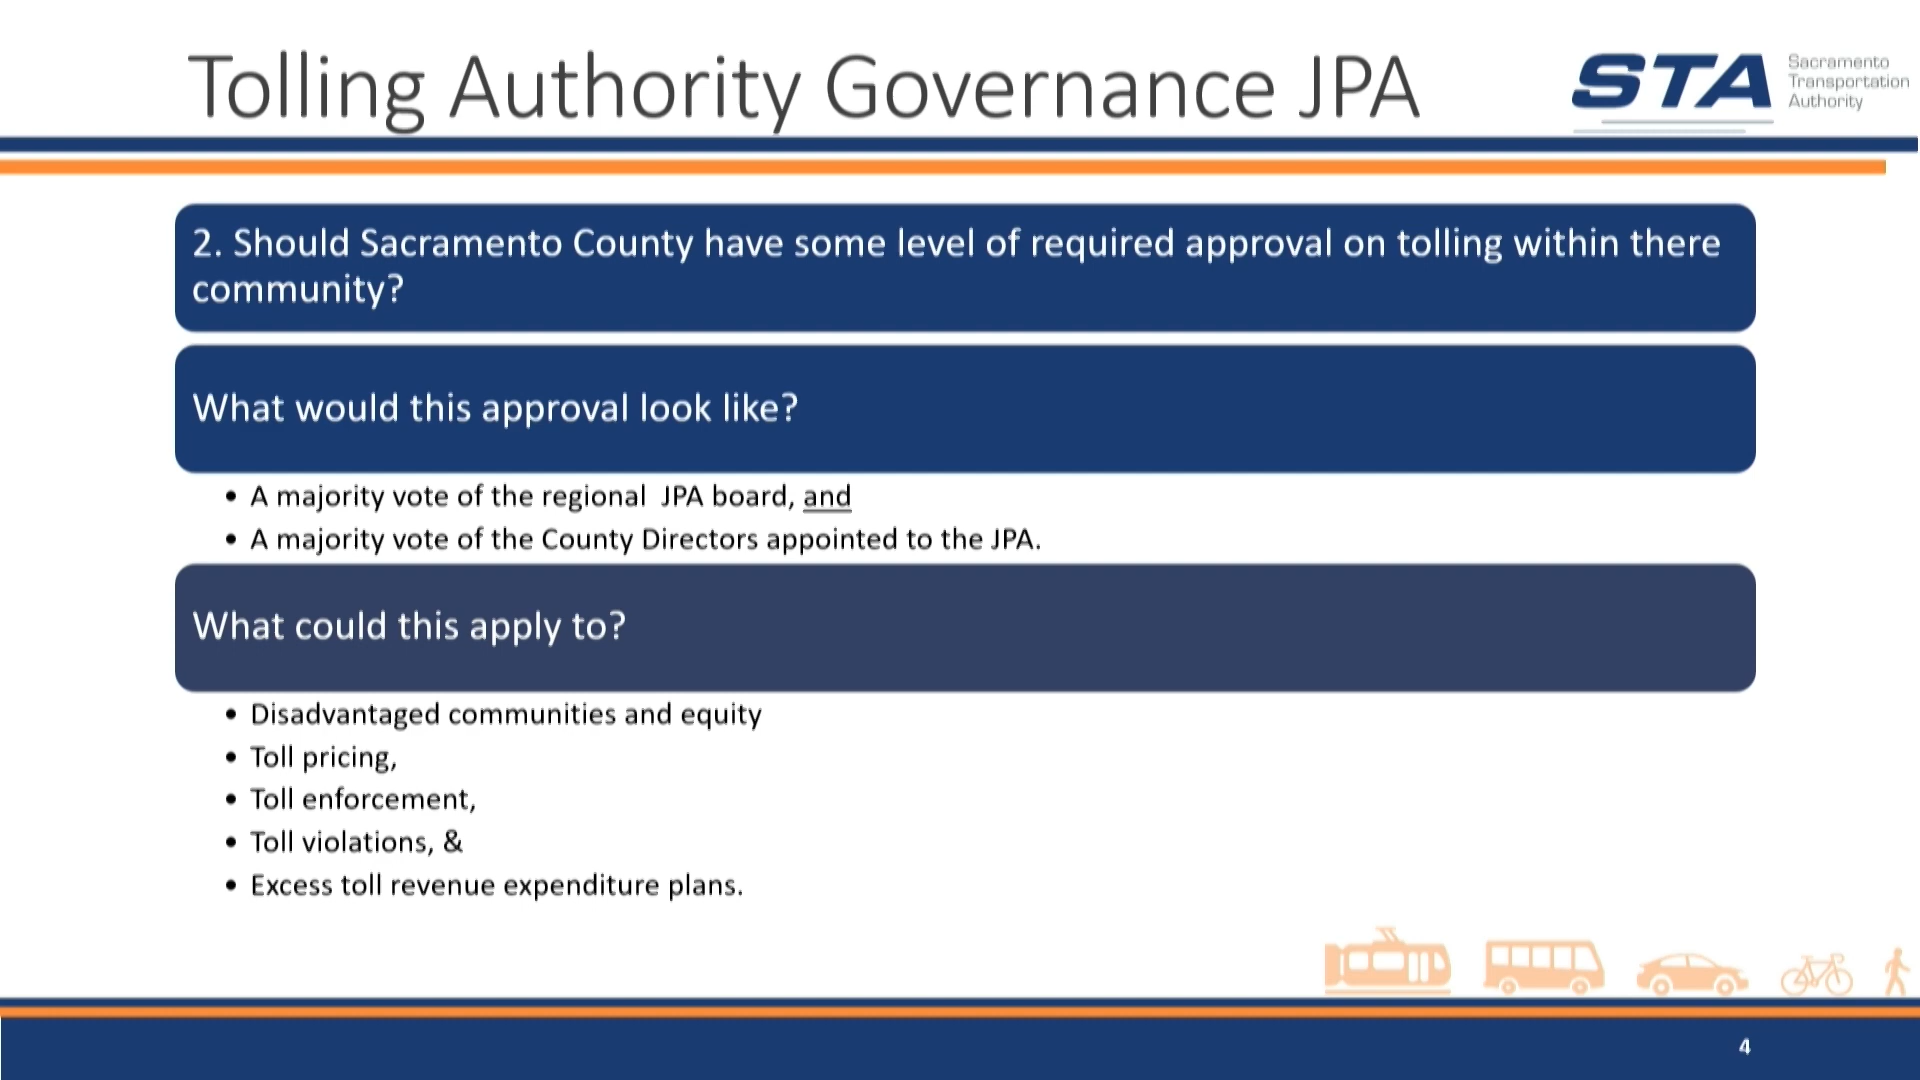 Tolling Authority Governance JPA
STA
Sacramento
Transportation
Authority
2. Should Sacramento County have some level of required approval on tolling within there
community?
What would this approval look like?
• A majority vote of the regional JPA board, and
• A majority vote of the County Directors appointed to the JPA.
What could this apply to?
• Disadvantaged communities and equity
• Toll pricing,
• Toll enforcement,
• Toll violations, &
• Excess toll revenue expenditure plans.
4